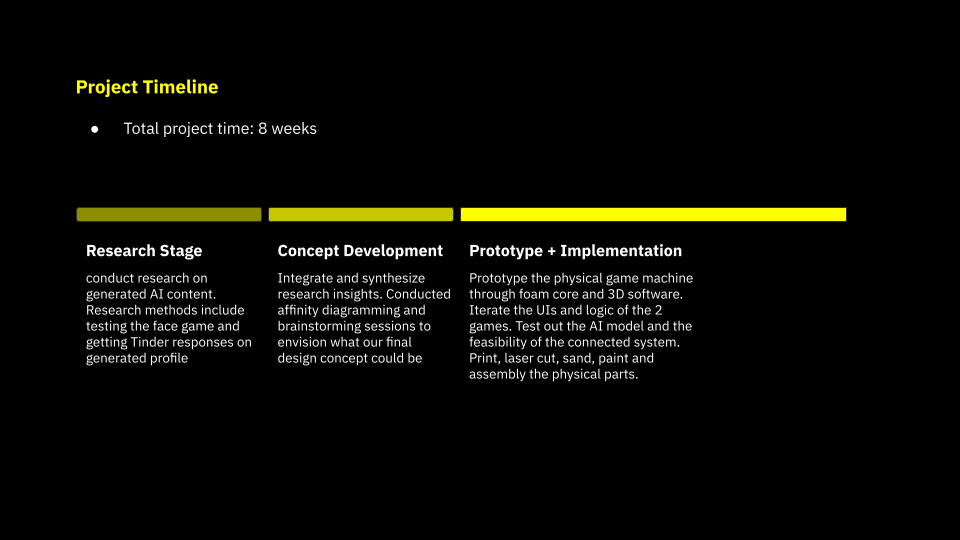 Project Timeline
● Total project time: 8 weeks
Research Stage
conduct research on
generated AI content.
Research methods include
testing the face game and
getting Tinder responses on
generated profile
Concept Development
Integrate and synthesize
research insights. Conducted
affinity diagramming and
brainstorming sessions to
envision what our final
design concept could be
Prototype + Implementation
Prototype the physical game machine
through foam core and 3D software.
Iterate the UIs and logic of the 2
games. Test out the AI model and the
feasibility of the connected system.
Print, laser cut, sand, paint and
assembly the physical parts.